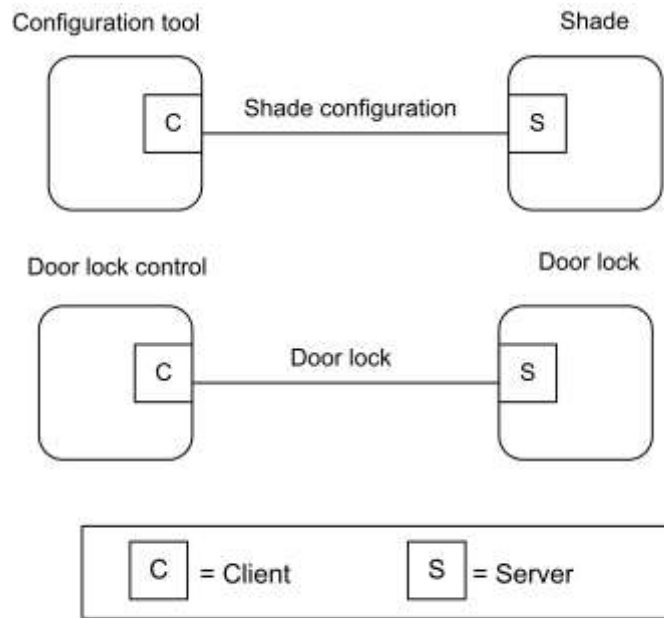 Configuration tool
Shade
C
Shade configuration
S
Door lock control
Door lock
C
Door lock
S
C = Client
S = Server